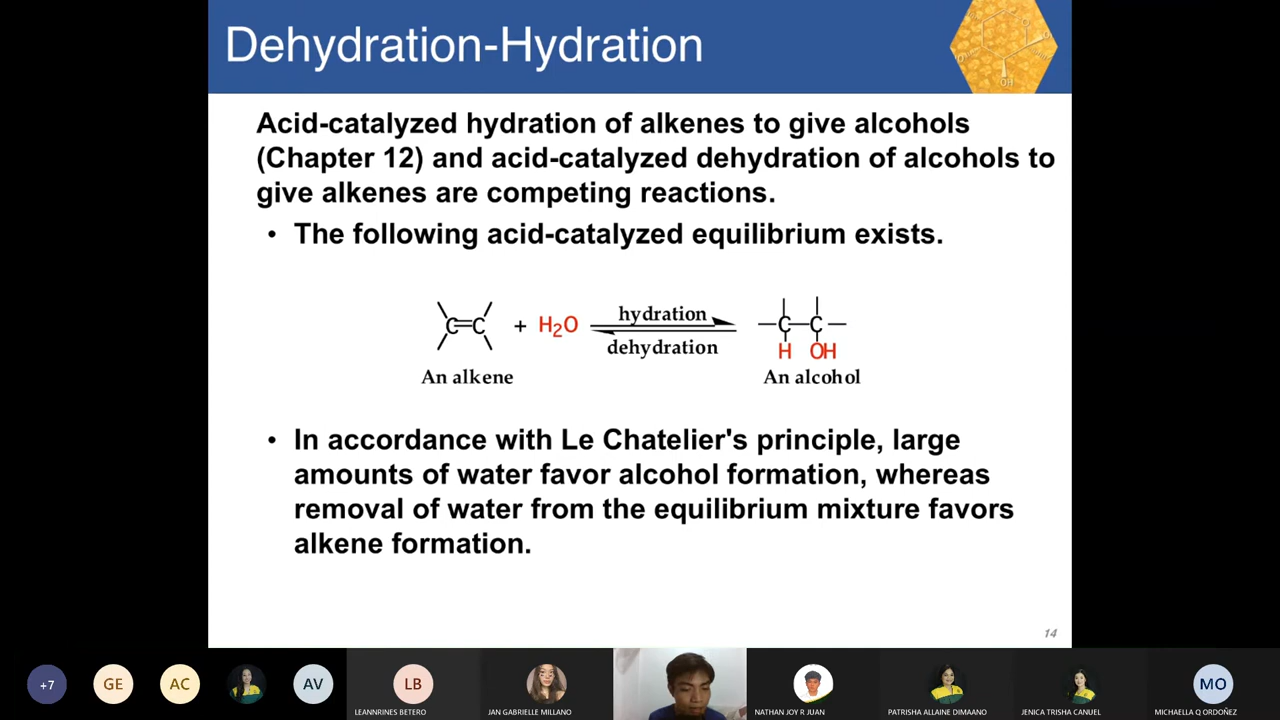 Dehydration-Hydration
Acid-catalyzed hydration of alkenes to give alcohols
(Chapter 12) and acid-catalyzed dehydration of alcohols to
give alkenes are competing reactions.
• The following acid-catalyzed equilibrium exists.
C=C + H2O hydration C—C
dehydration H OH
An alkene An alcohol
• In accordance with Le Chatelier's principle, large
amounts of water favor alcohol formation, whereas
removal of water from the equilibrium mixture favors
alkene formation.
14
+7 GE AC AV LB MO
LEANNRINS BETERO JAN GABRIELLE MILLANO NATHAN JOY R JUAN PATRISHA ALLAINE DIMAANO JENICA TRISHA CANUEL MICHAELLA Q ORDOÑEZ